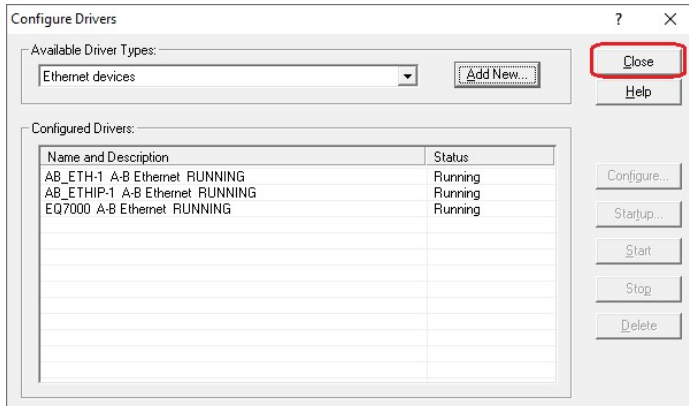 Configure Drivers
? X
Available Driver Types:
Ethernet devices
Add New...
Close
Help
Configured Drivers:
Name and Description Status
AB_ETH-1 A-B Ethernet RUNNING Running
AB_ETHIP-1 A-B Ethernet RUNNING Running
EQ7000 A-B Ethernet RUNNING Running
Configure...
Startup...
Start
Stop
Delete